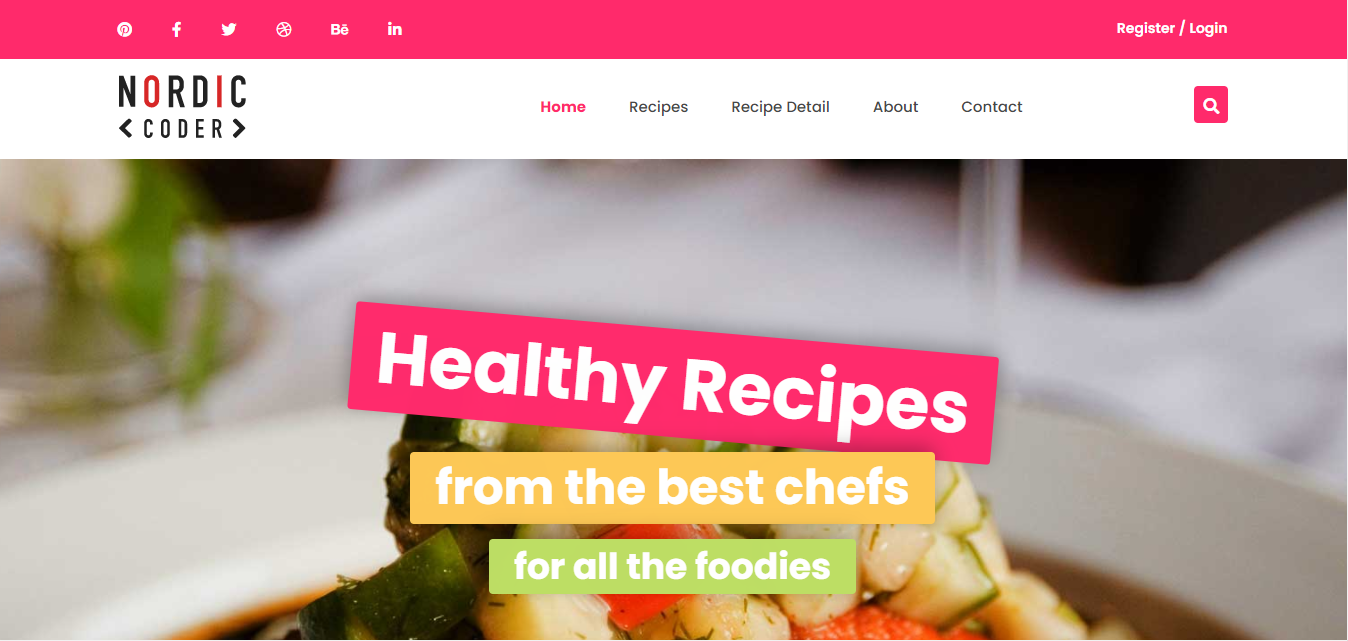 Register / Login
NORDIC
< CODER >
Home Recipes Recipe Detail About Contact
Healthy Recipes
from the best chefs
for all the foodies